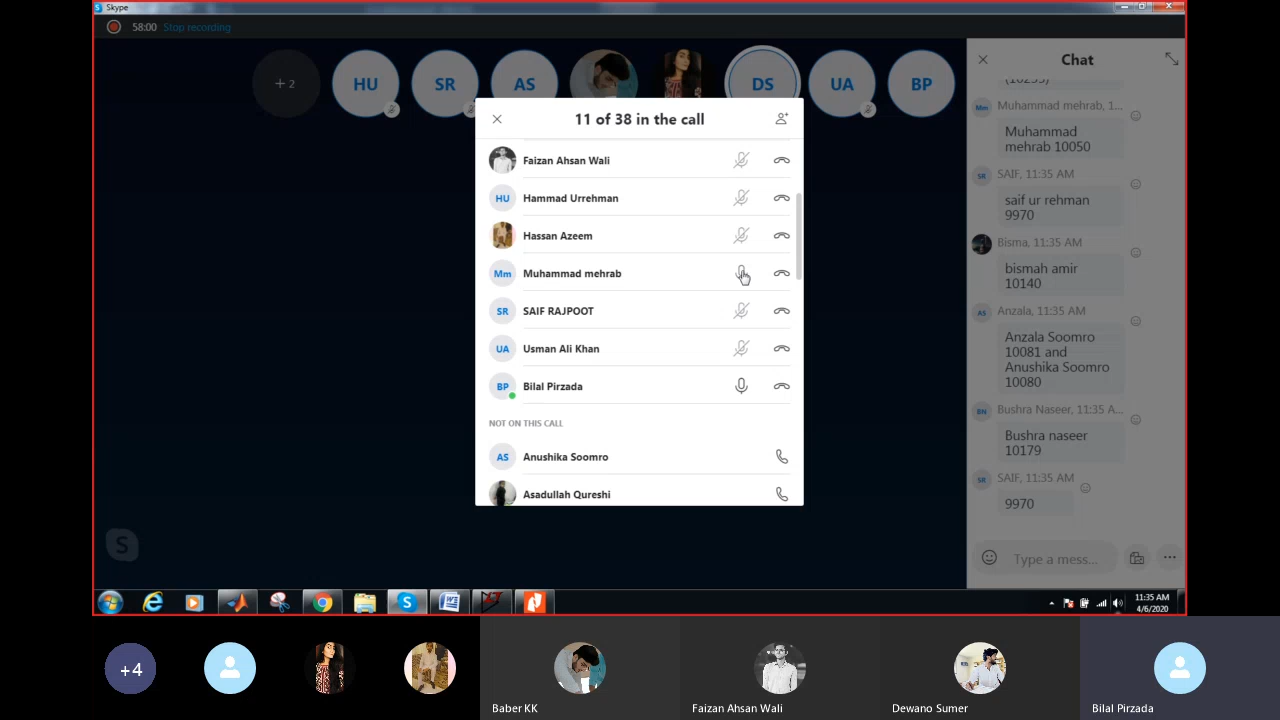 Skype
58:00 Stop recording
+2
HU
SR
AS
DS
UA
BP
11 of 38 in the call
Faizan Ahsan Wali
HU Hammad Urrehman
Hassan Azeem
Mm Muhammad mehrab
SR SAIF RAJPOOT
UA Usman Ali Khan
BP Bilal Pirzada
NOT ON THIS CALL
AS Anushika Soomro
Asadullah Qureshi
Chat
Mm Muhammad mehrab, 1...
Muhammad
mehrab 10050
SR SAIF, 11:35 AM
saif ur rehman
9970
Bisma, 11:35 AM
bismah amir
10140
AS Anzala, 11:35 AM
Anzala Soomro
10081 and
Anushika Soomro
10080
BN Bushra Naseer, 11:35 A...
Bushra naseer
10179
SR SAIF, 11:35 AM
9970
Type a mess...
S
11:35 AM
4/6/2020
+4
Baber KK
Faizan Ahsan Wali
Dewano Sumer
Bilal Pirzada